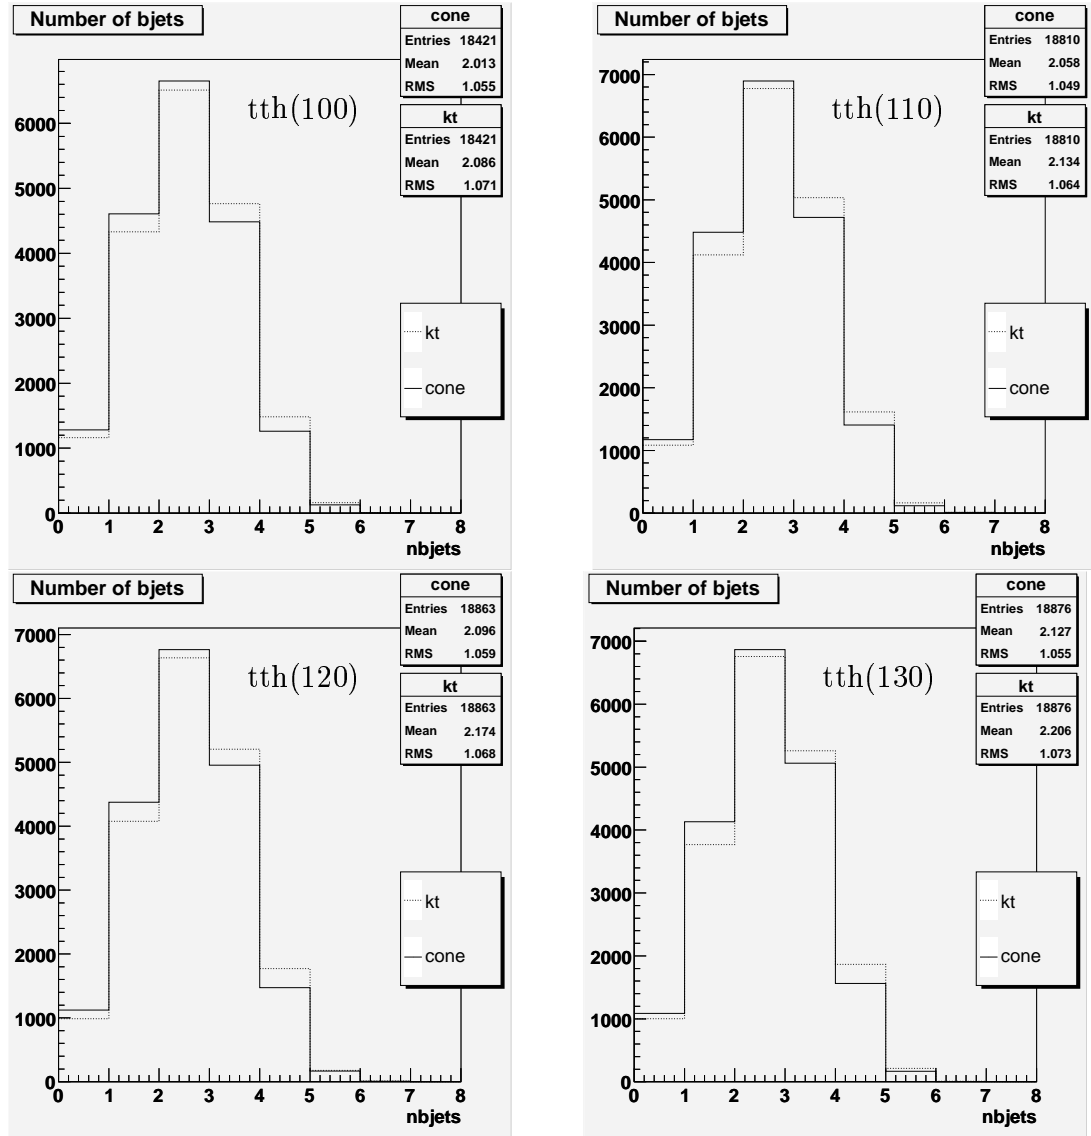 Number of bjets
cone
Entries 18421
Mean 2.013
RMS 1.055
kt
Entries 18421
Mean 2.086
RMS 1.071
tth(100)
6000
5000
4000
3000
2000
1000
0
kt
cone
0 1 2 3 4 5 6 7 8
nbjets
Number of bjets
cone
Entries 18810
Mean 2.058
RMS 1.049
kt
Entries 18810
Mean 2.134
RMS 1.064
tth(110)
7000
6000
5000
4000
3000
2000
1000
0
kt
cone
0 1 2 3 4 5 6 7 8
nbjets
Number of bjets
cone
Entries 18863
Mean 2.096
RMS 1.059
kt
Entries 18863
Mean 2.174
RMS 1.068
tth(120)
7000
6000
5000
4000
3000
2000
1000
0
kt
cone
0 1 2 3 4 5 6 7 8
nbjets
Number of bjets
cone
Entries 18876
Mean 2.127
RMS 1.055
kt
Entries 18876
Mean 2.206
RMS 1.073
tth(130)
7000
6000
5000
4000
3000
2000
1000
0
kt
cone
0 1 2 3 4 5 6 7 8
nbjets